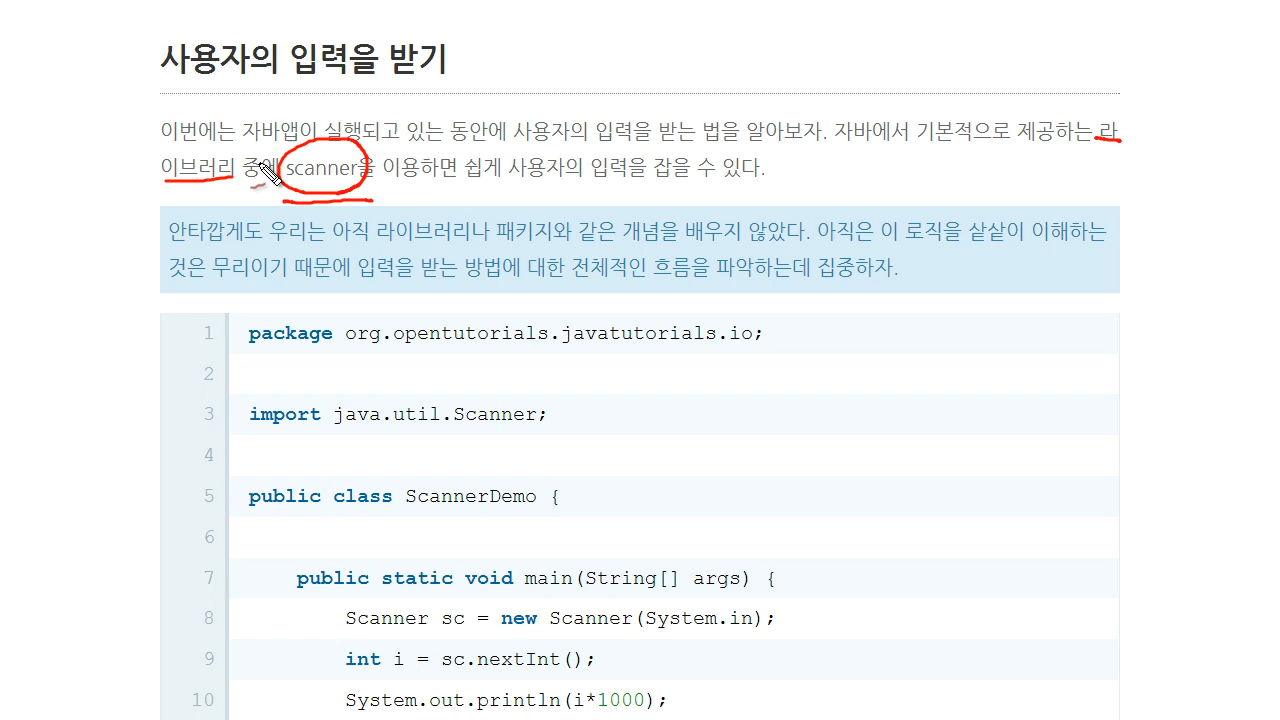 사용자의 입력을 받기
이번에는 자바앱이 실행되고 있는 동안에 사용자의 입력을 받는 법을 알아보자. 자바에서 기본적으로 제공하는 라
이브러리 중에 scanner을 이용하면 쉽게 사용자의 입력을 잡을 수 있다.
안타깝게도 우리는 아직 라이브러리나 패키지와 같은 개념을 배우지 않았다. 아직은 이 로직을 샅샅이 이해하는
것은 무리이기 때문에 입력을 받는 방법에 대한 전체적인 흐름을 파악하는데 집중하자.
1 package org.opentutorials.javatutorials.io;
2
3 import java.util.Scanner;
4
5 public class ScannerDemo {
6
7 public static void main(String[] args) {
8 Scanner sc = new Scanner(System.in);
9 int i = sc.nextInt();
10 System.out.println(i*1000);